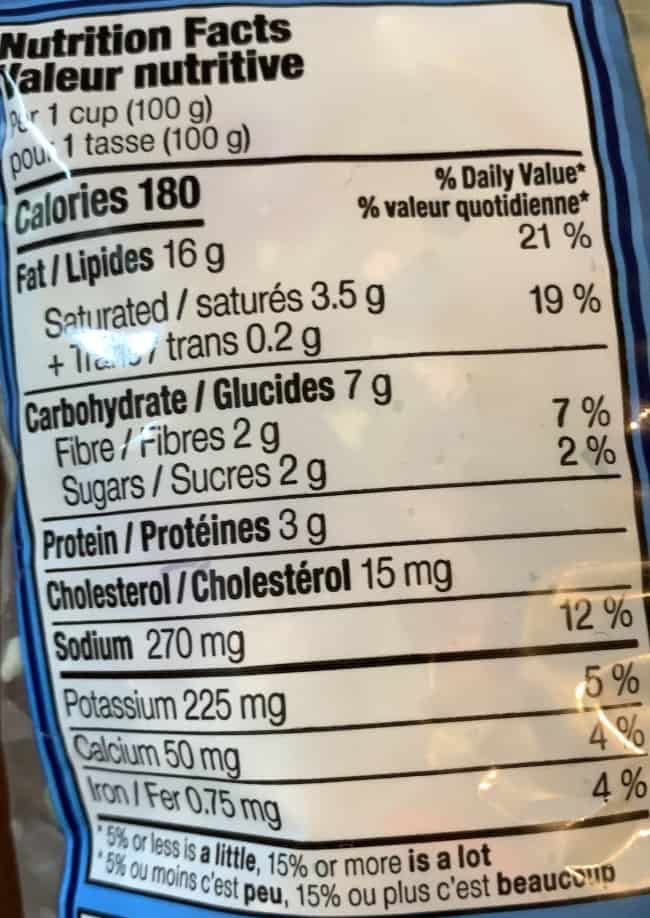 Nutrition Facts
Valeur nutritive
Per 1 cup (100 g)
pour 1 tasse (100 g)
Calories 180
% Daily Value*
% valeur quotidienne*
Fat / Lipides 16 g 21 %
Saturated / saturés 3.5 g 19 %
+ Trans / trans 0.2 g
Carbohydrate / Glucides 7 g
Fibre / Fibres 2 g 7 %
Sugars / Sucres 2 g 2 %
Protein / Protéines 3 g
Cholesterol / Cholestérol 15 mg
Sodium 270 mg 12 %
Potassium 225 mg 5 %
Calcium 50 mg 4 %
Iron / Fer 0.75 mg 4 %
*5% or less is a little, 15% or more is a lot
*5% ou moins c'est peu, 15% ou plus c'est beaucoup